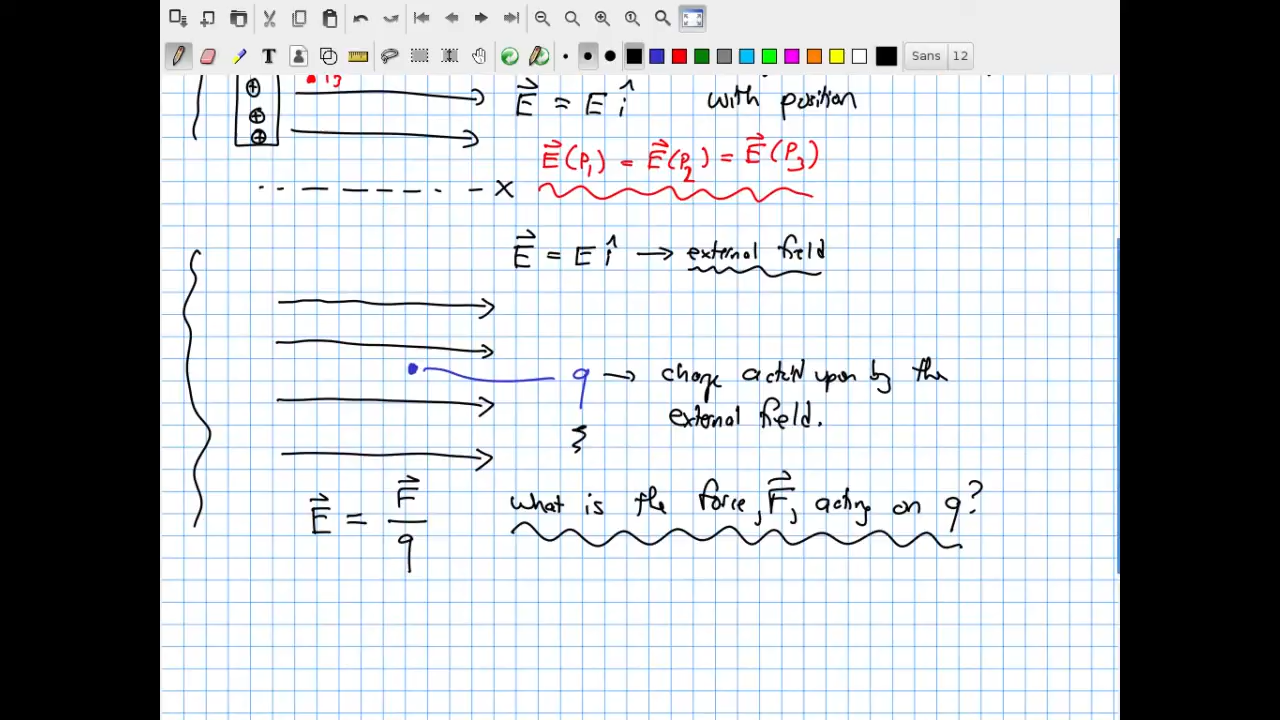 Sans 12
E⃗ = E î
with position
E⃗(P₁) = E⃗(P₂) = E⃗(P₃)
x
E⃗ = E î → external field
q → charge acted upon by the
external field.
E⃗ = F⃗/q
what is the force, F⃗, acting on q?